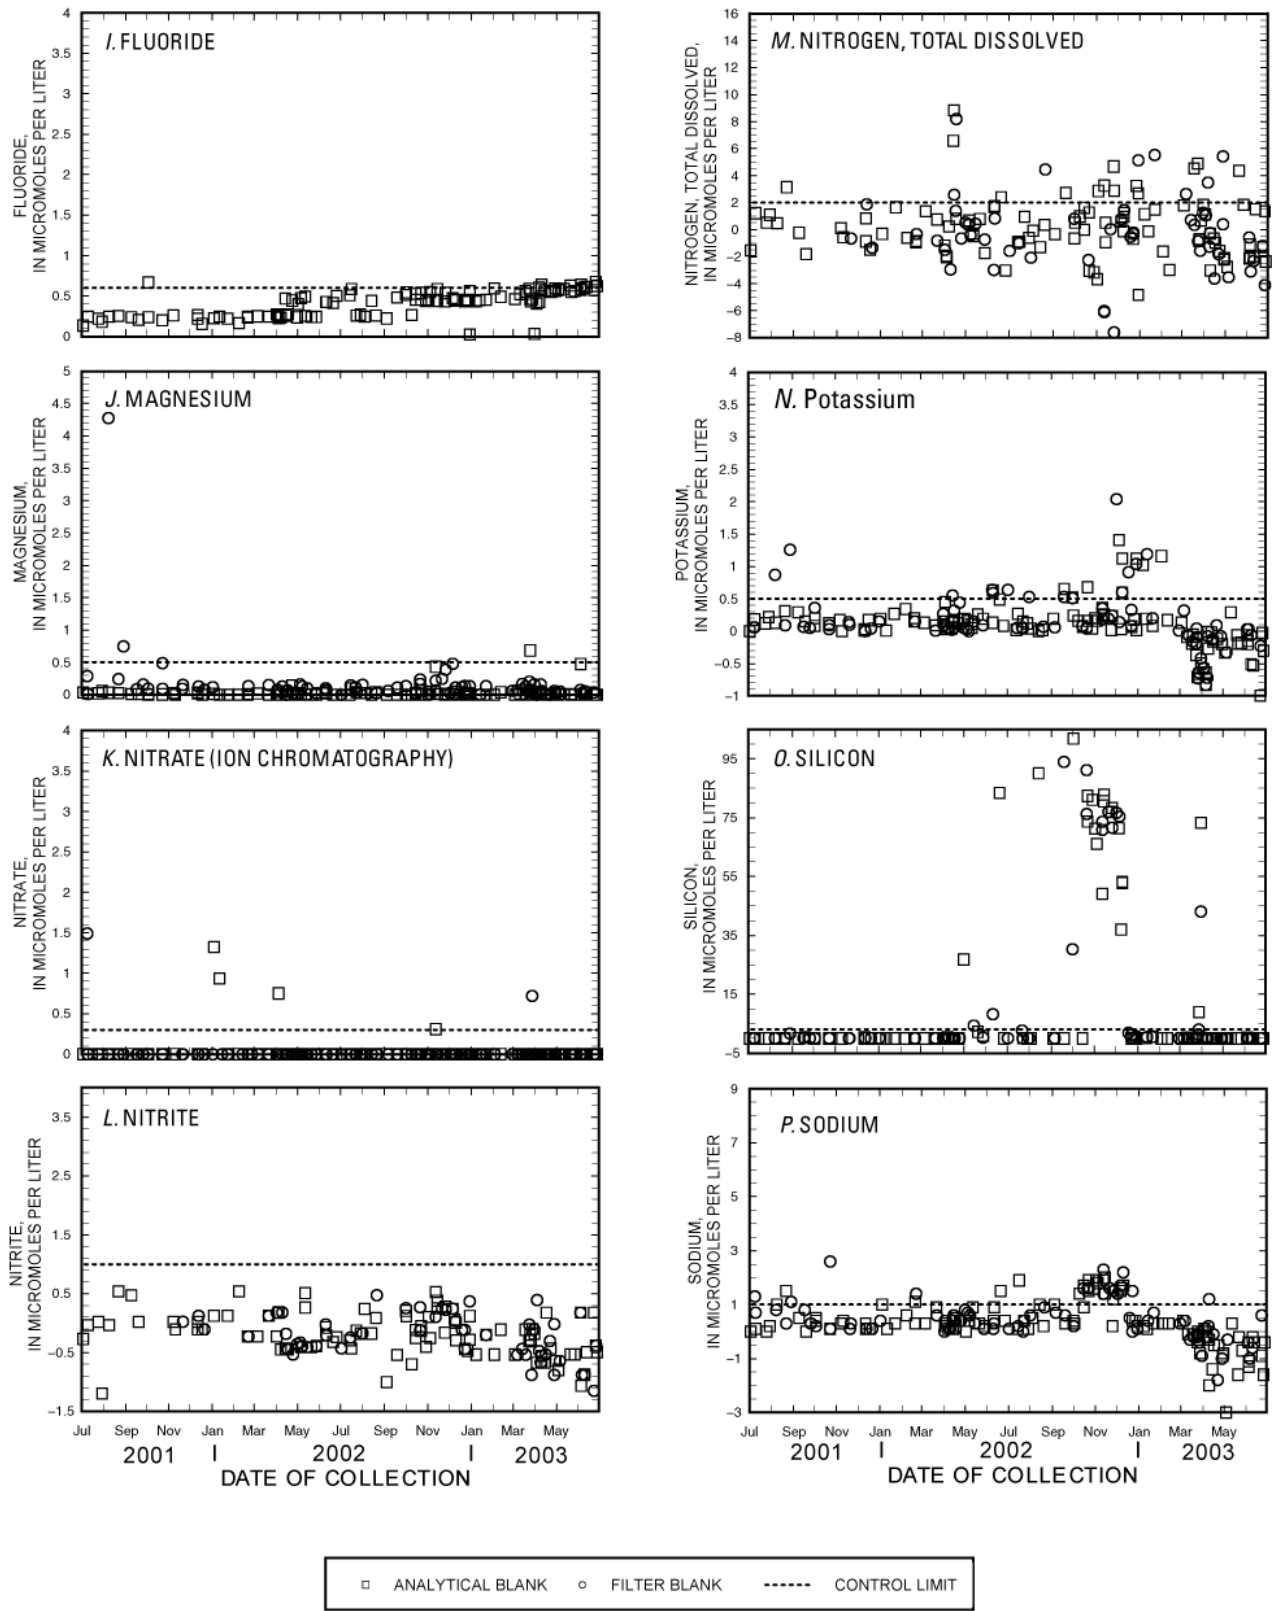 I. FLUORIDE
FLUORIDE,
IN MICROMOLES PER LITER
4
3.5
3
2.5
2
1.5
1
0.5
0
J. MAGNESIUM
MAGNESIUM,
IN MICROMOLES PER LITER
5
4.5
4
3.5
3
2.5
2
1.5
1
0.5
0
K. NITRATE (ION CHROMATOGRAPHY)
NITRATE,
IN MICROMOLES PER LITER
4
3.5
3
2.5
2
1.5
1
0.5
0
L. NITRITE
NITRITE,
IN MICROMOLES PER LITER
3.5
2.5
1.5
0.5
−0.5
−1.5
Jul Sep Nov Jan Mar May Jul Sep Nov Jan Mar May
2001 2002 2003
DATE OF COLLECTION
M. NITROGEN, TOTAL DISSOLVED
NITROGEN, TOTAL DISSOLVED,
IN MICROMOLES PER LITER
16
14
12
10
8
6
4
2
0
−2
−4
−6
−8
N. Potassium
POTASSIUM,
IN MICROMOLES PER LITER
4
3.5
3
2.5
2
1.5
1
0.5
0
−0.5
−1
O. SILICON
SILICON,
IN MICROMOLES PER LITER
95
75
55
35
15
−5
P. SODIUM
SODIUM,
IN MICROMOLES PER LITER
9
7
5
3
1
−1
−3
Jul Sep Nov Jan Mar May Jul Sep Nov Jan Mar May
2001 2002 2003
DATE OF COLLECTION
ANALYTICAL BLANK FILTER BLANK CONTROL LIMIT